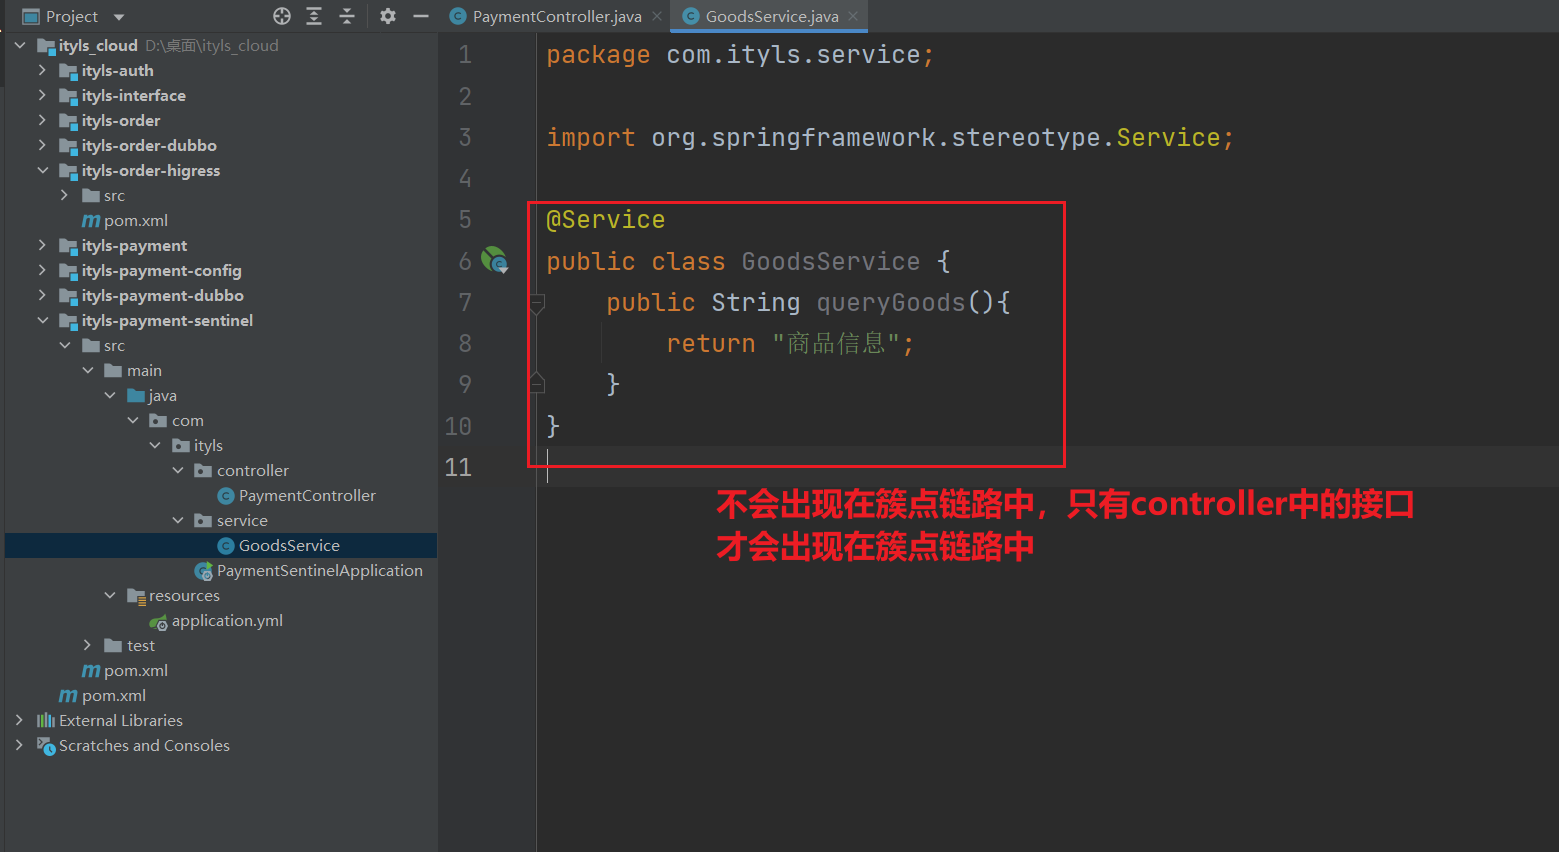 Project
PaymentController.java
GoodsService.java
ityls_cloud D:\桌面\ityls_cloud
ityls-auth
ityls-interface
ityls-order
ityls-order-dubbo
ityls-order-higress
src
pom.xml
ityls-payment
ityls-payment-config
ityls-payment-dubbo
ityls-payment-sentinel
src
main
java
com
ityls
controller
PaymentController
service
GoodsService
PaymentSentinelApplication
resources
application.yml
test
pom.xml
pom.xml
External Libraries
Scratches and Consoles
1 package com.ityls.service;
2
3 import org.springframework.stereotype.Service;
4
5 @Service
6 public class GoodsService {
7 public String queryGoods(){
8 return "商品信息";
9 }
10 }
11
不会出现在簇点链路中，只有controller中的接口
才会出现在簇点链路中